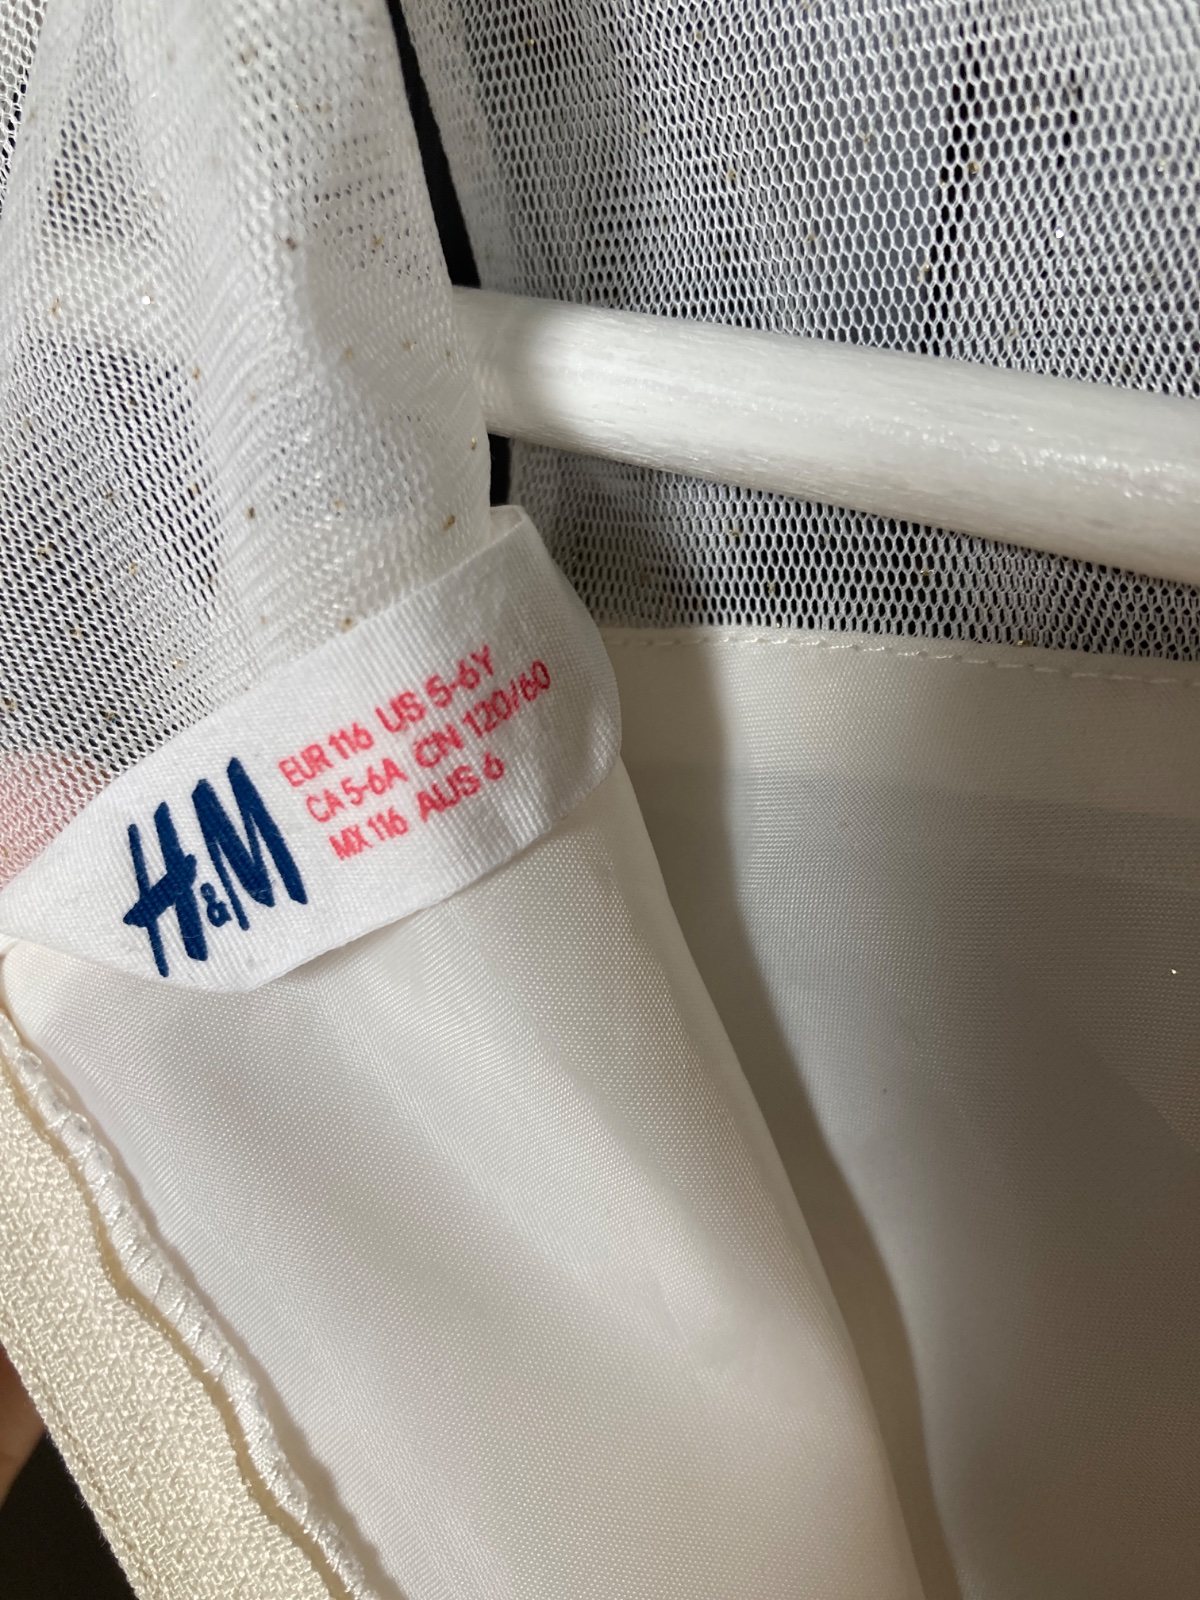 H&M
EUR 116 US 5-6Y
CA 5-6A CN 120/60
MX 116 AUS 6